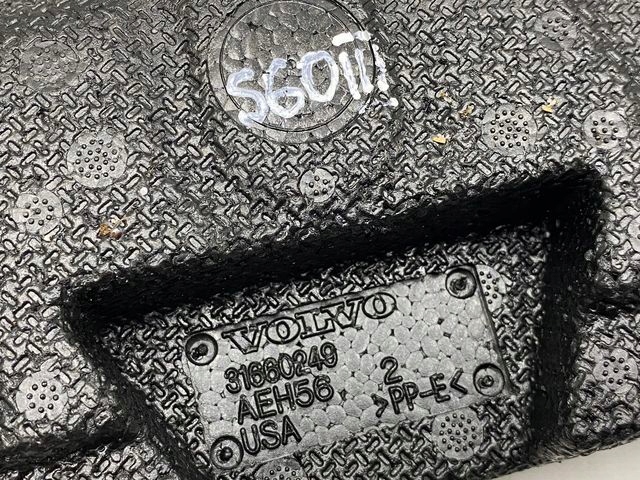 S60III
VOLVO
31660249
AEH56 2
USA >PP-E<